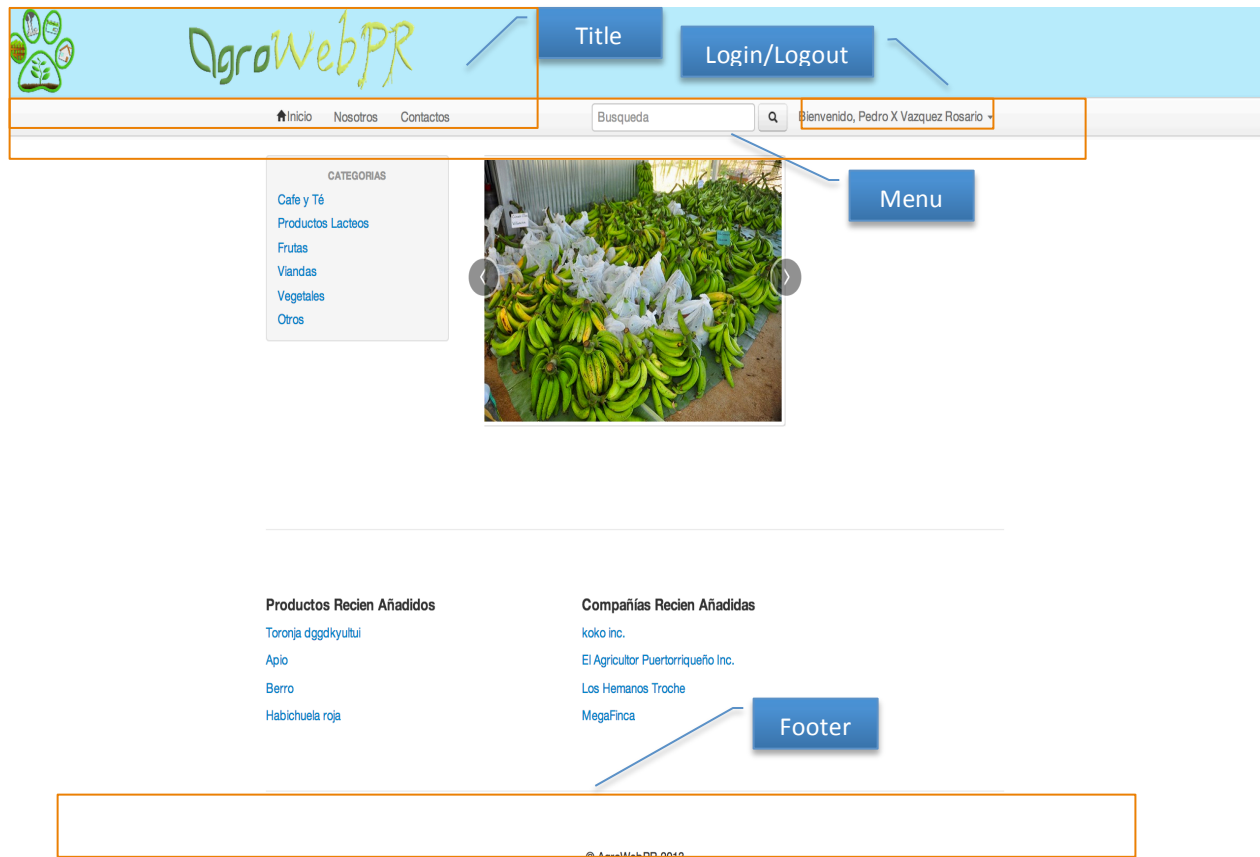 AgroWebPR
Title
Login/Logout
Inicio Nosotros Contactos
Busqueda
Bienvenido, Pedro X Vazquez Rosario
Menu
CATEGORIAS
Cafe y Té
Productos Lacteos
Frutas
Viandas
Vegetales
Otros
Productos Recien Añadidos
Toronja dggdkyultui
Apio
Berro
Habichuela roja
Compañías Recien Añadidas
koko inc.
El Agricultor Puertorriqueño Inc.
Los Hemanos Troche
MegaFinca
Footer
© AgroWebPR 2012